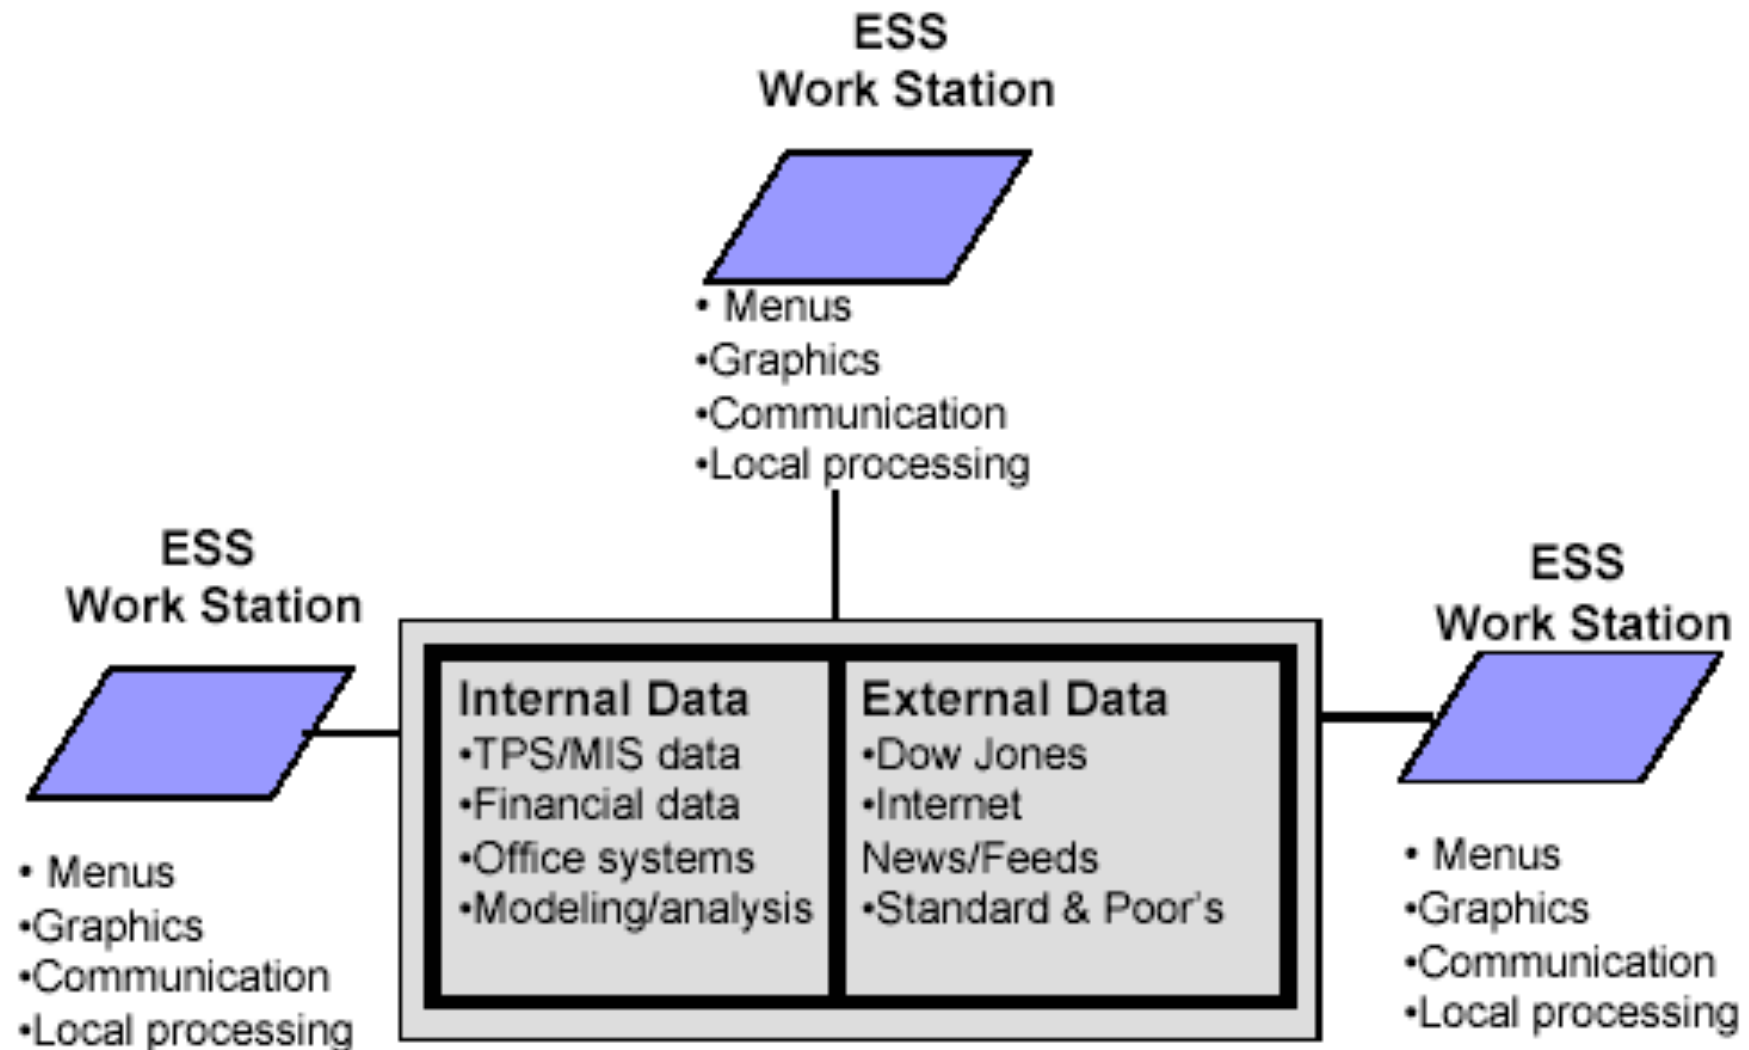 ESS
Work Station
• Menus
•Graphics
•Communication
•Local processing
ESS
Work Station
• Menus
•Graphics
•Communication
•Local processing
Internal Data
•TPS/MIS data
•Financial data
•Office systems
•Modeling/analysis
External Data
•Dow Jones
•Internet
News/Feeds
•Standard & Poor's
ESS
Work Station
• Menus
•Graphics
•Communication
•Local processing